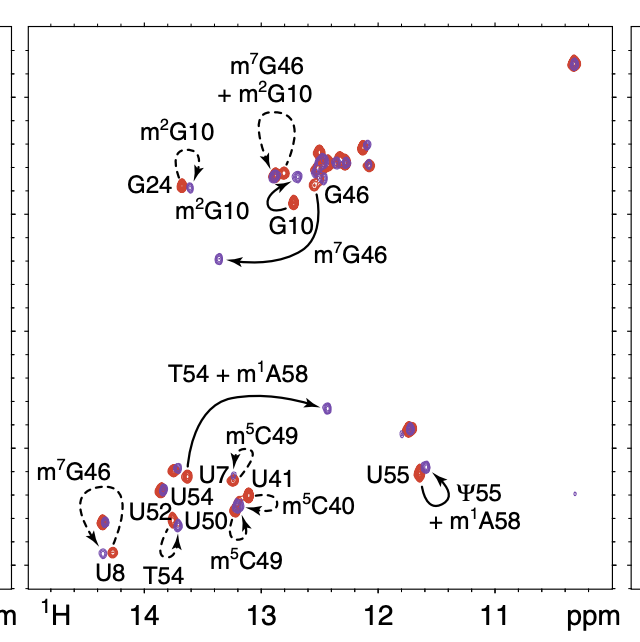 m⁷G46
+ m²G10
m²G10
G24
m²G10
G46
G10
m⁷G46
T54 + m¹A58
m⁵C49
m⁷G46
U7
U41
U55
U54
Ψ55
+ m¹A58
U52
U50
m⁵C40
m⁵C49
U8
T54
m
¹H
14
13
12
11
ppm